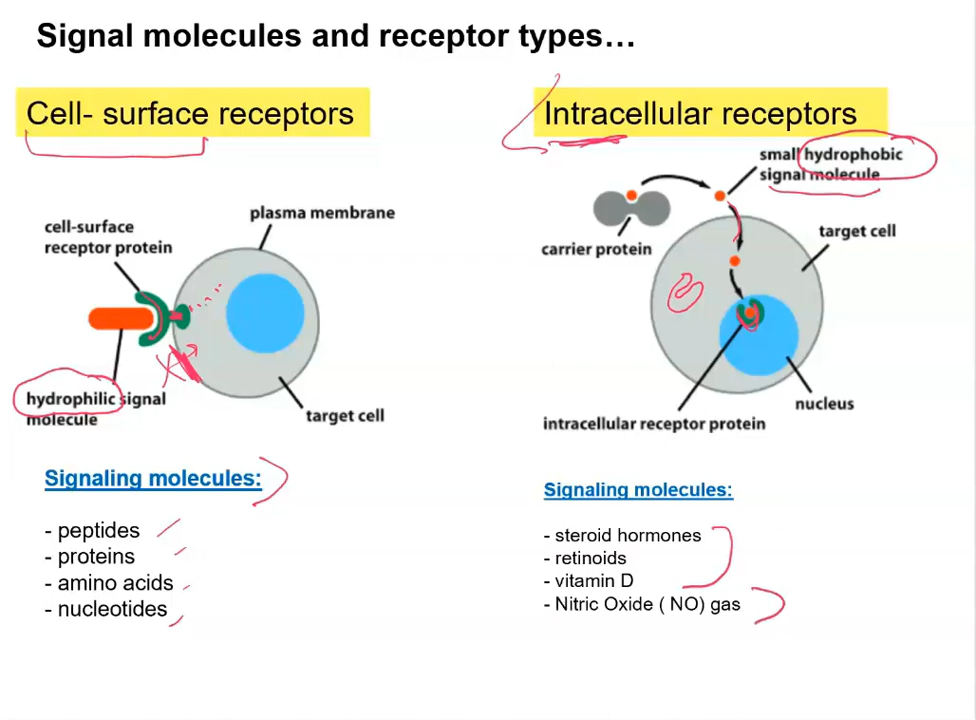 Signal molecules and receptor types…
Cell- surface receptors
plasma membrane
cell-surface
receptor protein
hydrophilic signal
molecule
target cell
Signaling molecules:
- peptides
- proteins
- amino acids
- nucleotides
Intracellular receptors
small hydrophobic
signal molecule
carrier protein
target cell
nucleus
intracellular receptor protein
Signaling molecules:
- steroid hormones
- retinoids
- vitamin D
- Nitric Oxide ( NO) gas